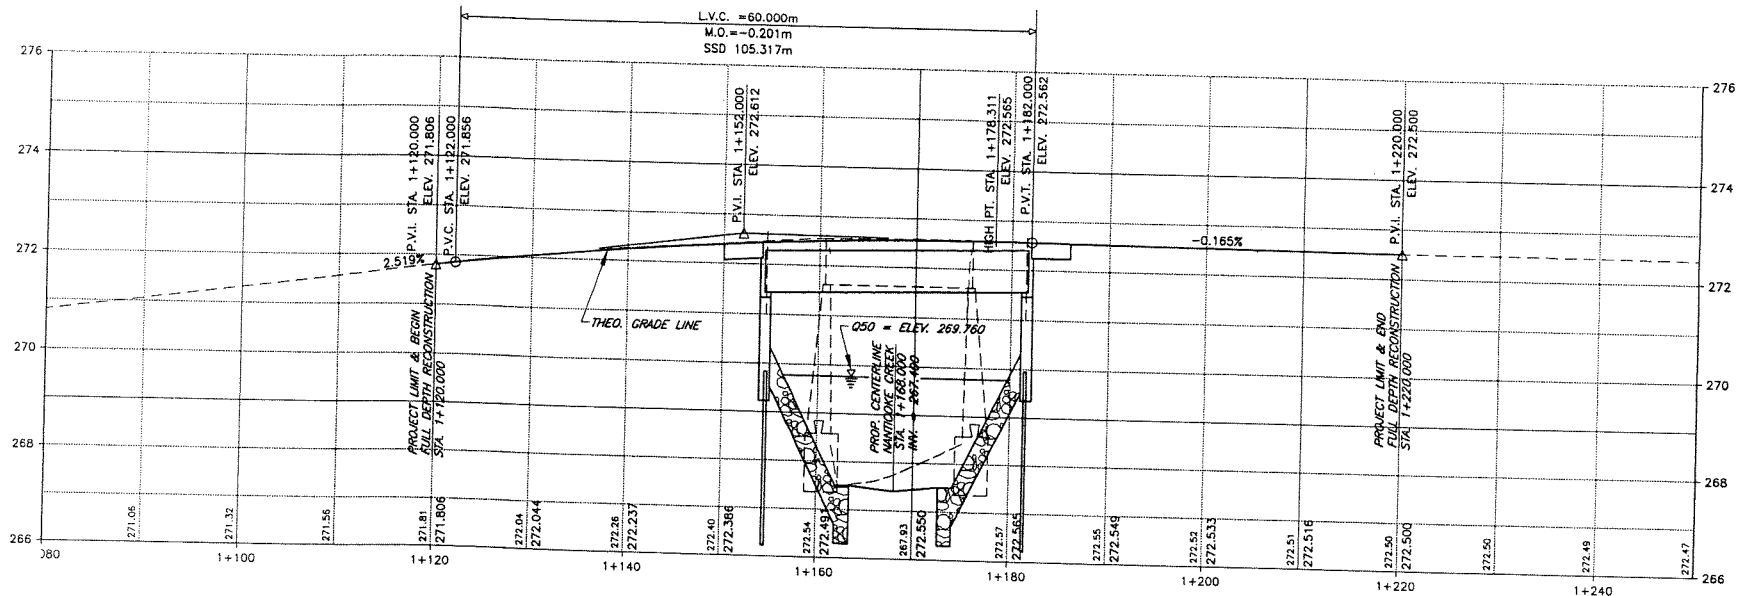 L.V.C. =60.000m
M.O.=-0.201m
SSD 105.317m
276
274
272
270
268
266
276
274
272
270
268
266
P.V.I. STA. 1+120.000
ELEV. 271.806
P.V.C. STA. 1+122.000
ELEV. 271.856
P.V.I. STA. 1+152.000
ELEV. 272.612
HIGH PT. STA. 1+178.311
ELEV. 272.565
P.V.T. STA. 1+182.000
ELEV. 272.562
P.V.I. STA. 1+220.000
ELEV. 272.500
2.519%
-0.165%
THEO. GRADE LINE
Q50 = ELEV. 269.760
PROJECT LIMIT & BEGIN
FULL DEPTH RECONSTRUCTION
STA. 1+120.000
PROP. CENTERLINE
NANTICOKE CREEK
STA. 1+168.000
INV. = 267.400
PROJECT LIMIT & END
FULL DEPTH RECONSTRUCTION
STA. 1+220.000
271.06
271.32
271.56
271.81
271.806
272.04
272.044
272.26
272.237
272.40
272.386
272.54
272.491
267.93
272.550
272.57
272.565
272.55
272.549
272.52
272.533
272.51
272.516
272.50
272.500
272.50
272.49
272.47
080
1+100
1+120
1+140
1+160
1+180
1+200
1+220
1+240